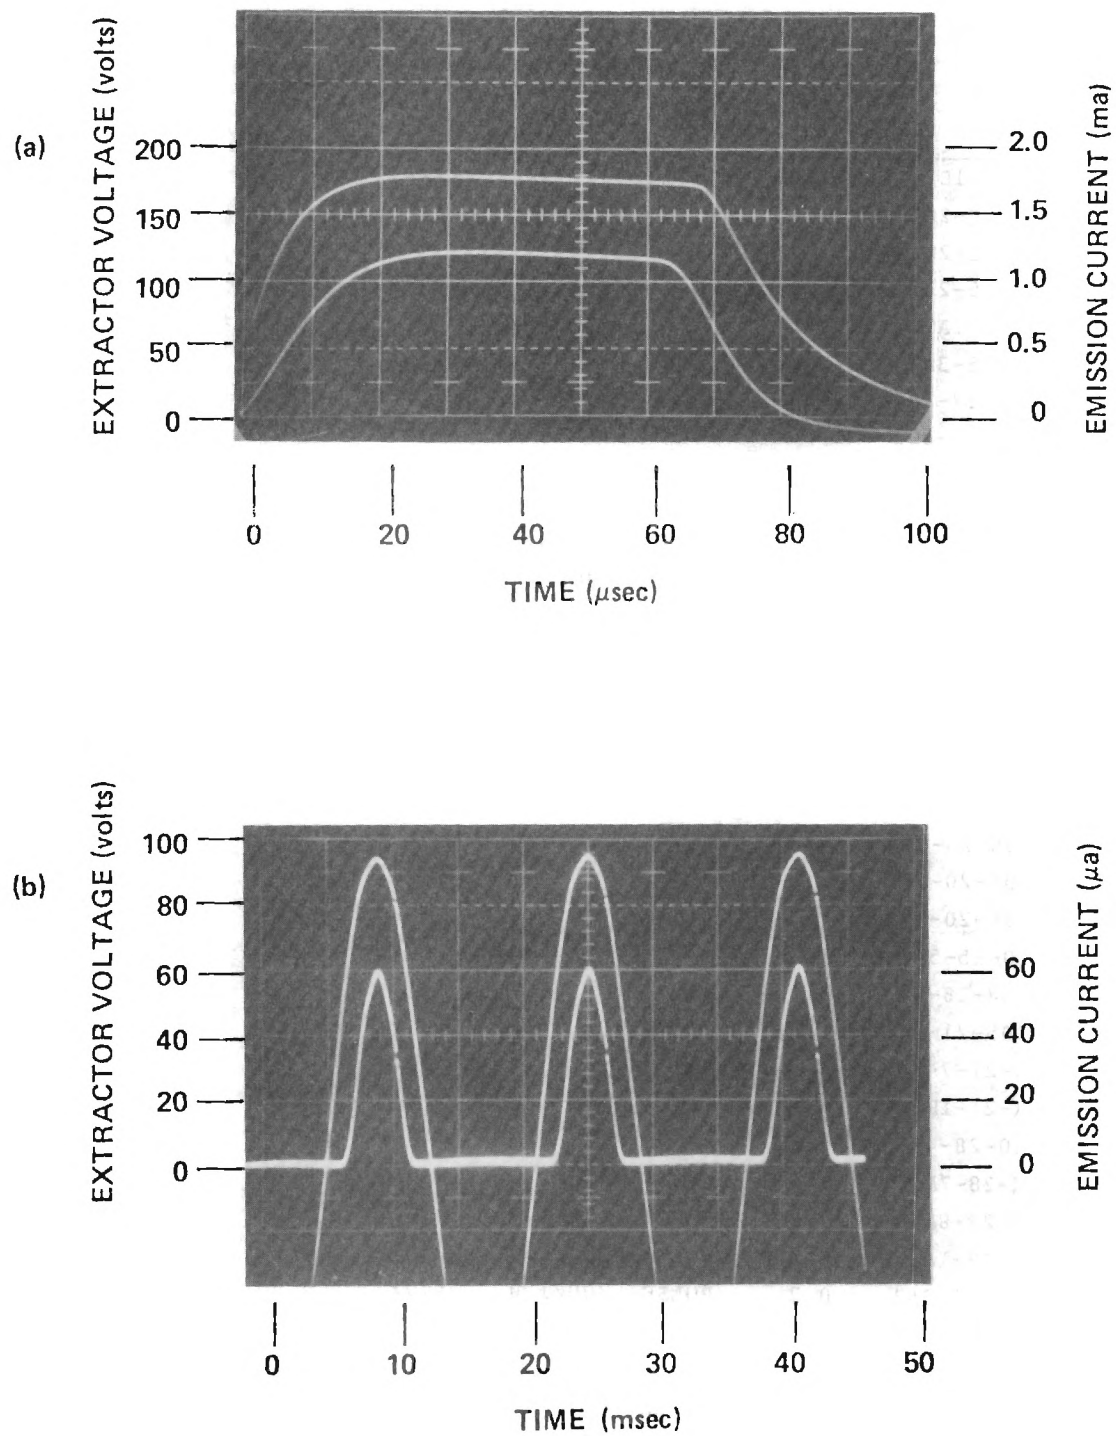 (a)
EXTRACTOR VOLTAGE (volts)
200
150
100
50
0
2.0
1.5
1.0
0.5
0
EMISSION CURRENT (ma)
0 20 40 60 80 100
TIME (μsec)
(b)
EXTRACTOR VOLTAGE (volts)
100
80
60
40
20
0
60
40
20
0
EMISSION CURRENT (μa)
0 10 20 30 40 50
TIME (msec)